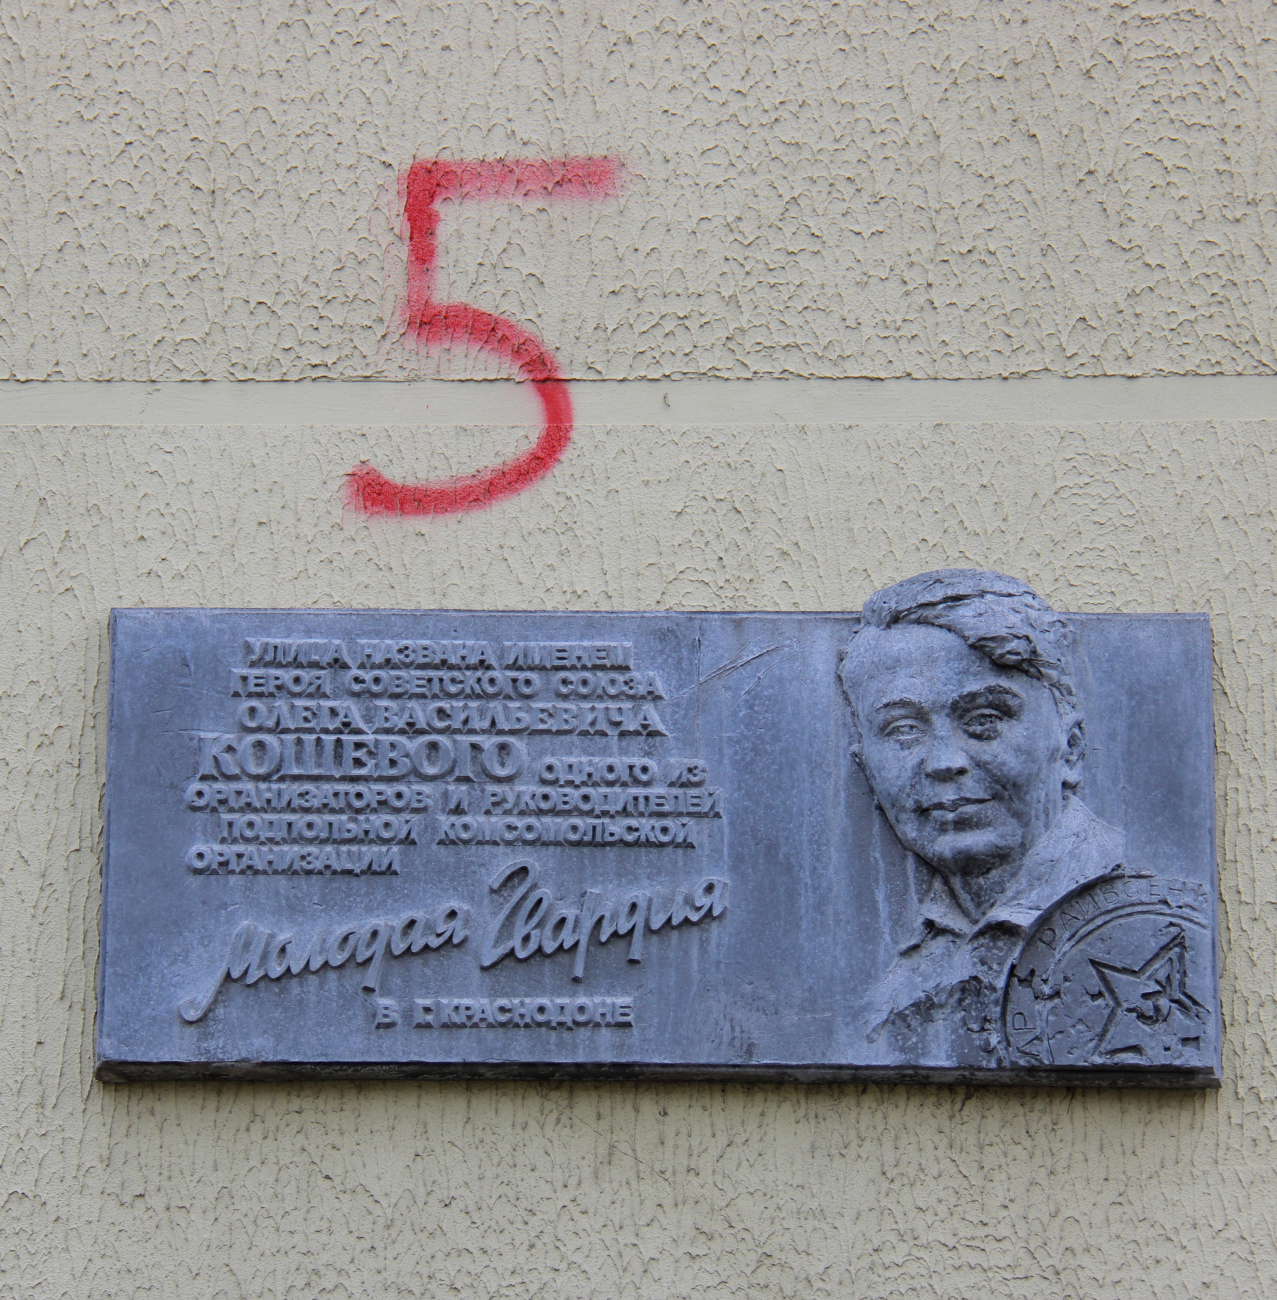 5
УЛИЦА НАЗВАНА ИМЕНЕМ
ГЕРОЯ СОВЕТСКОГО СОЮЗА
ОЛЕГА ВАСИЛЬЕВИЧА
КОШЕВОГО ОДНОГО ИЗ
ОРГАНИЗАТОРОВ И РУКОВОДИТЕЛЕЙ
ПОДПОЛЬНОЙ КОМСОМОЛЬСКОЙ
ОРГАНИЗАЦИИ
Молодая Гвардия
В Г. КРАСНОДОНЕ